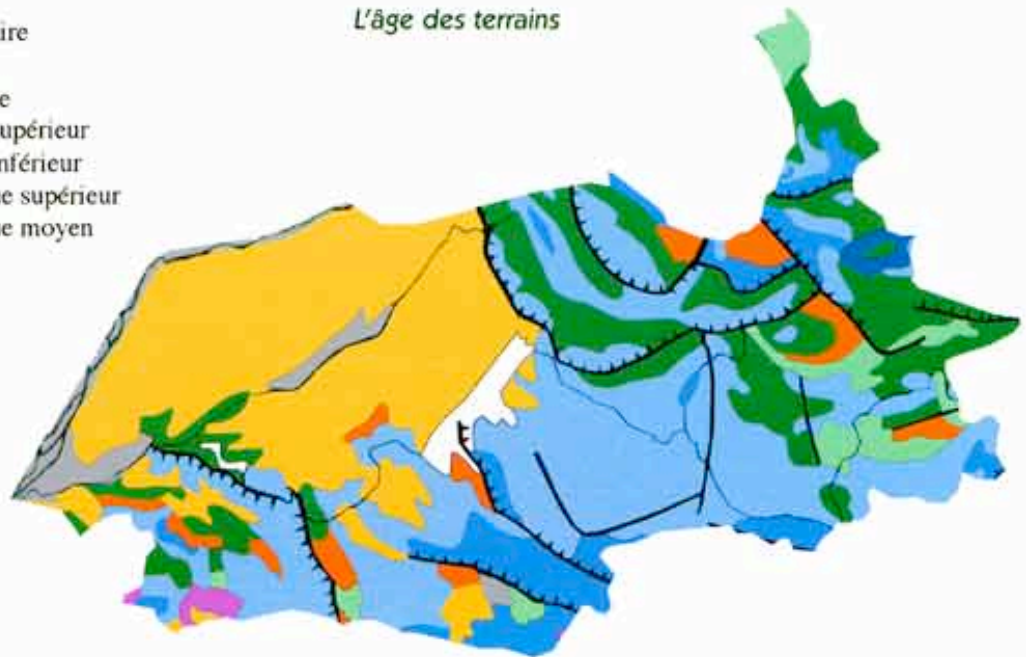 L'âge des terrains
ire
e
upérieur
nférieur
e supérieur
e moyen